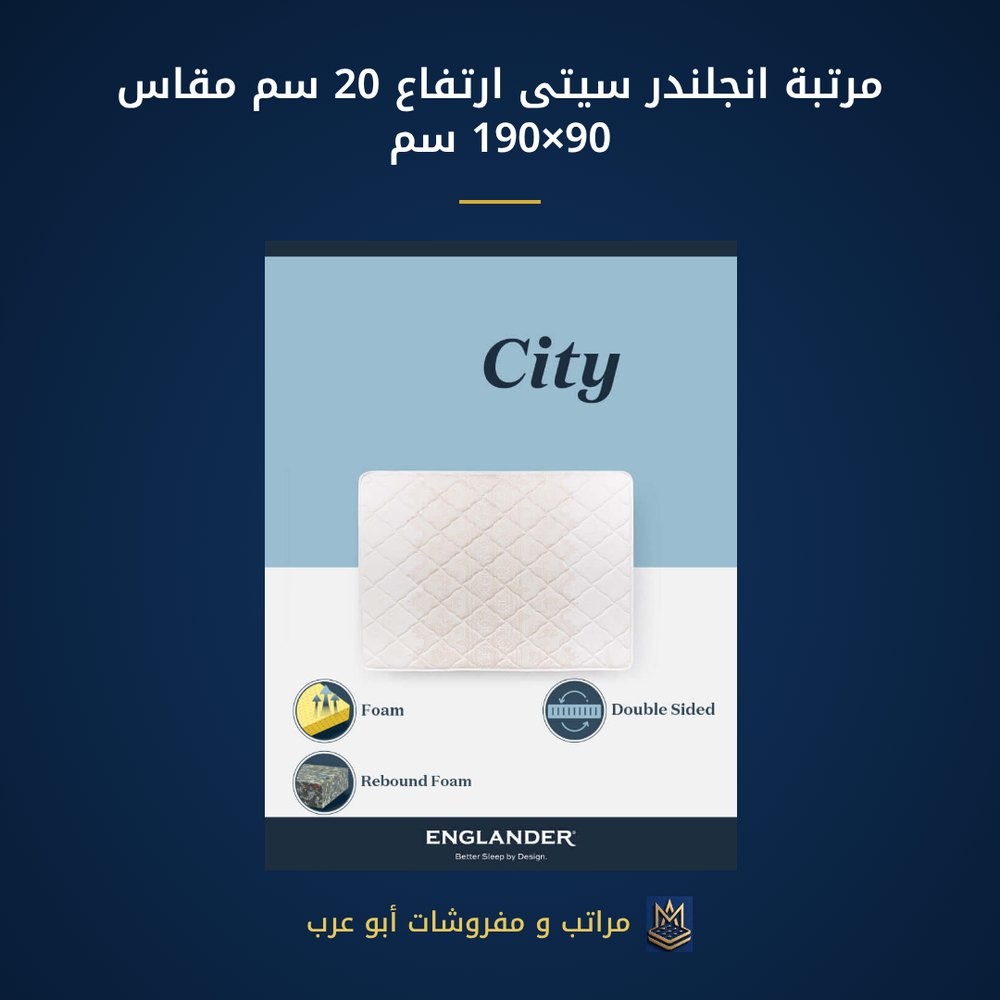 مرتبة انجلندر سيتى ارتفاع 20 سم مقاس
90×190 سم
City
Foam
Double Sided
Rebound Foam
ENGLANDER®
Better Sleep by Design.
مراتب و مفروشات أبو عرب